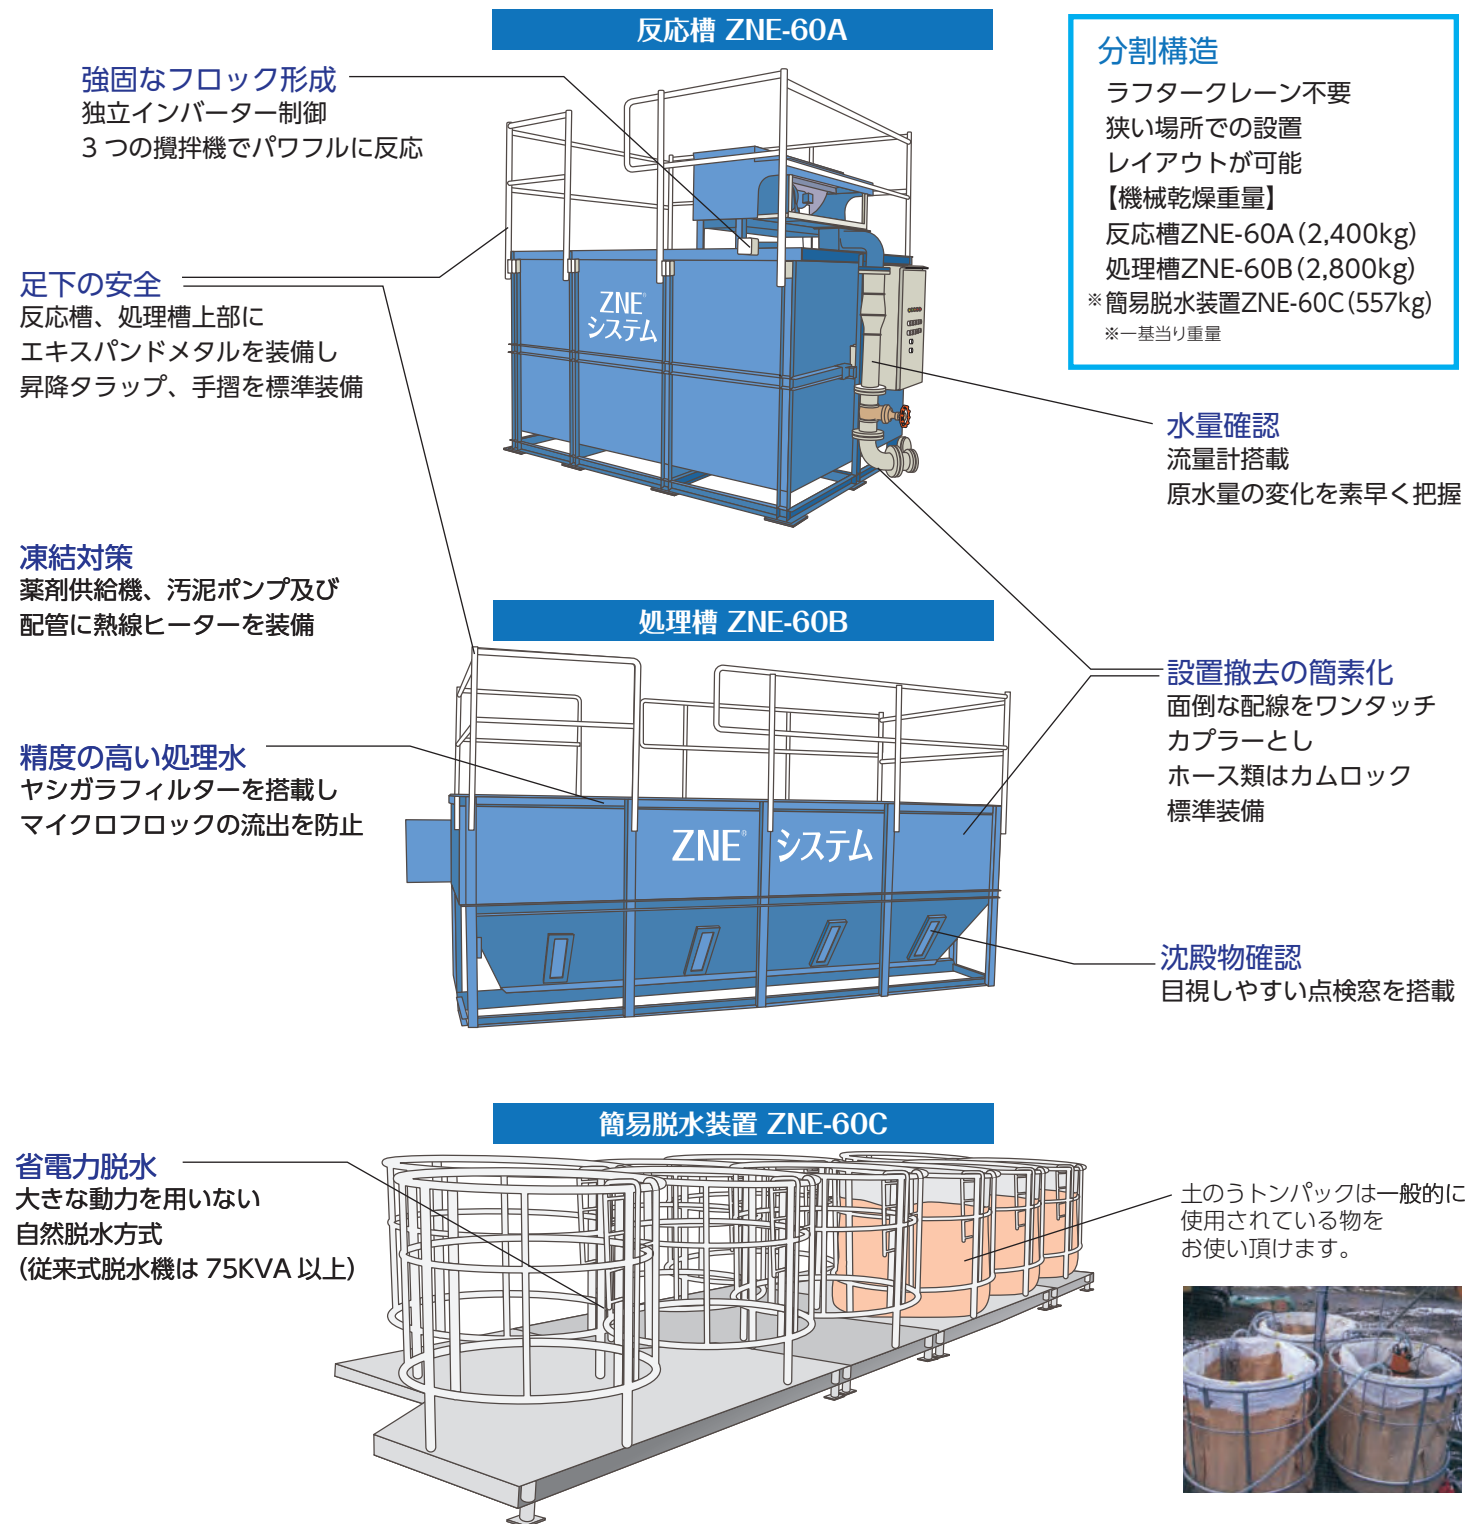 反応槽 ZNE-60A
強固なフロック形成
独立インバーター制御
3 つの攪拌機でパワフルに反応
分割構造
ラフタークレーン不要
狭い場所での設置
レイアウトが可能
【機械乾燥重量】
反応槽ZNE-60A（2,400kg）
処理槽ZNE-60B（2,800kg）
※簡易脱水装置ZNE-60C（557kg）
※一基当り重量
足下の安全
反応槽、処理槽上部に
エキスパンドメタルを装備し
昇降タラップ、手摺を標準装備
ZNE®
システム
水量確認
流量計搭載
原水量の変化を素早く把握
凍結対策
薬剤供給機、汚泥ポンプ及び
配管に熱線ヒーターを装備
処理槽 ZNE-60B
設置撤去の簡素化
面倒な配線をワンタッチ
カプラーとし
ホース類はカムロック
標準装備
精度の高い処理水
ヤシガラフィルターを搭載し
マイクロフロックの流出を防止
ZNE® システム
沈殿物確認
目視しやすい点検窓を搭載
簡易脱水装置 ZNE-60C
省電力脱水
大きな動力を用いない
自然脱水方式
（従来式脱水機は 75KVA 以上）
土のうトンパックは一般的に
使用されている物を
お使い頂けます。